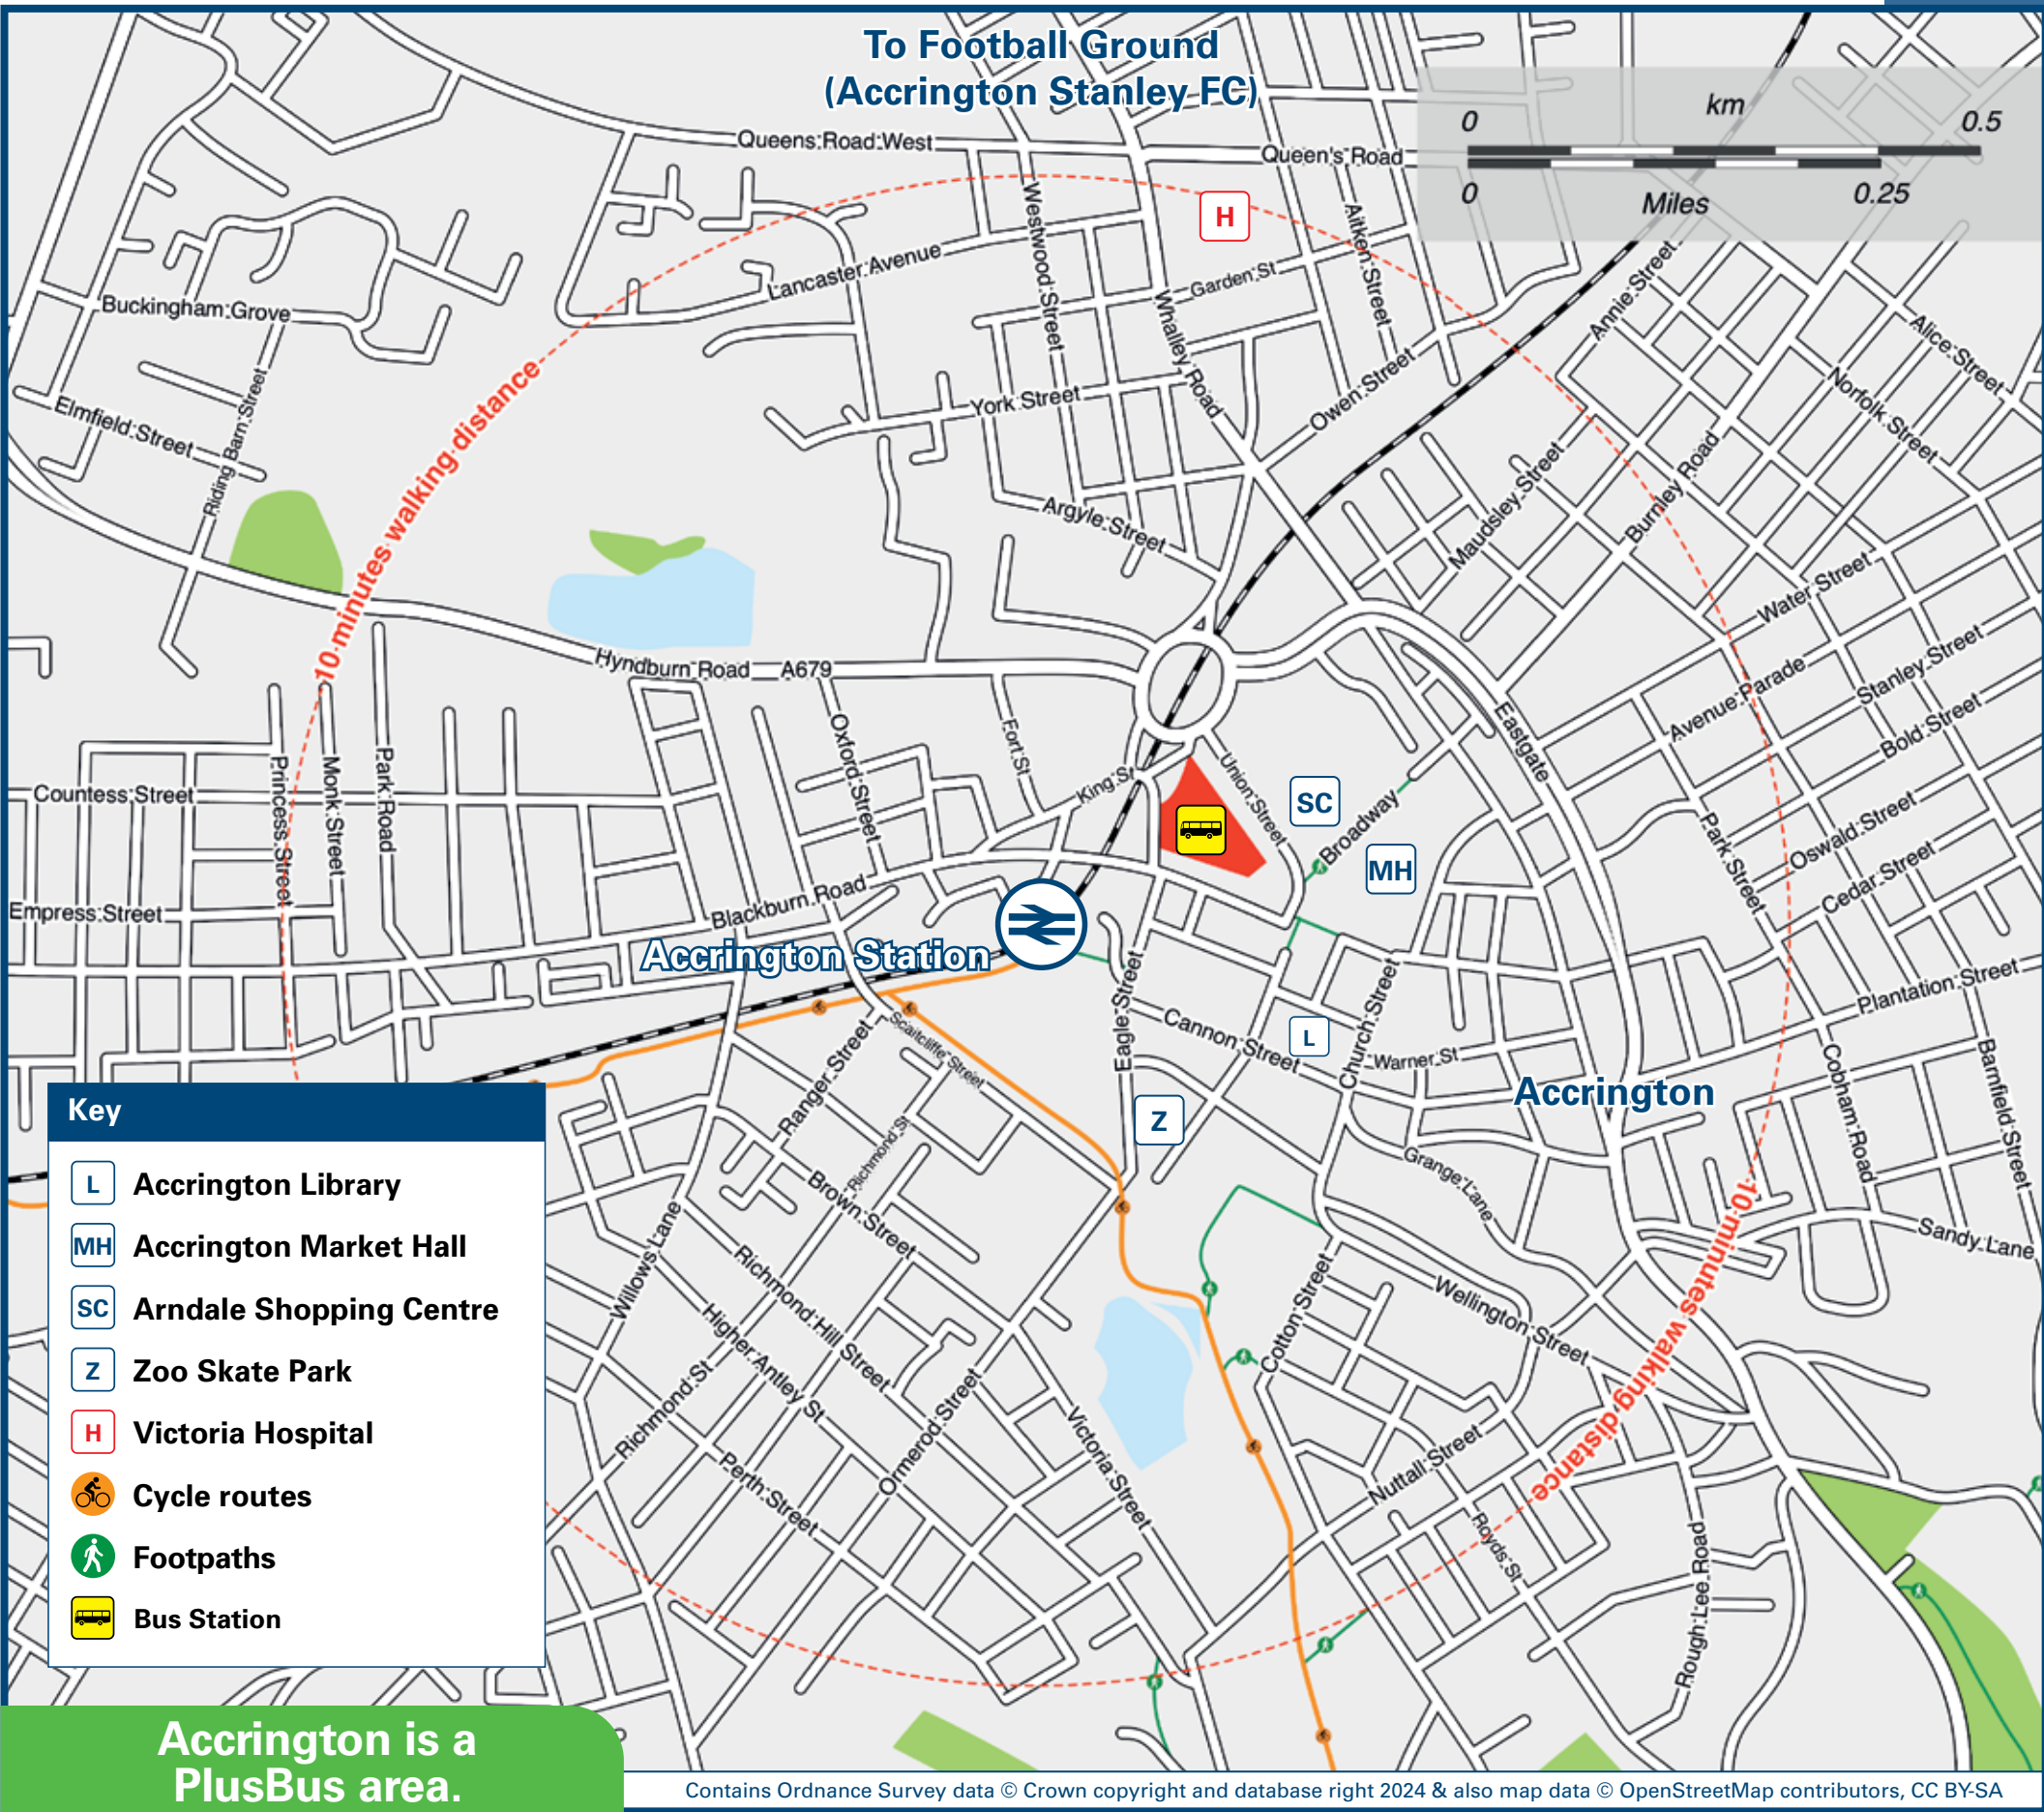 To Football Ground
(Accrington Stanley FC)
km
0
0.5
0
Miles
0.25
Queens Road West
Queen's Road
H
Westwood Street
Aitken Street
Lancaster Avenue
Garden St
Annie Street
Buckingham Grove
Whalley Road
Alice Street
Norfolk Street
10 minutes walking distance
Riding Barn Street
Elmfield Street
York Street
Owen Street
Burnley Road
Maudsley Street
Argyle Street
Water Street
Hyndburn Road
A679
Avenue Parade
Stanley Street
Bold Street
Eastgate
Oxford Street
Fort St
King St
Union Street
SC
Broadway
MH
Countess Street
Princess Street
Monk Street
Park Road
Park Street
Oswald Street
Cedar Street
Empress Street
Blackburn Road
Accrington Station
Plantation Street
Eagle Street
Cannon Street
L
Church Street
Warner St
Scaitcliffe Street
Ranger Street
Accrington
Z
Cobham Road
Barnfield Street
Richmond St
Brown Street
Grange Lane
Sandy Lane
10 minutes walking distance
Willows Lane
Richmond Hill Street
Higher Antley St
Cotton Street
Wellington Street
Richmond St
Ormerod Street
Victoria Street
Nuttall Street
Perth Street
Royds St
Rough Lee Road
Key
L Accrington Library
MH Accrington Market Hall
SC Arndale Shopping Centre
Z Zoo Skate Park
H Victoria Hospital
Cycle routes
Footpaths
Bus Station
Accrington is a
PlusBus area.
Contains Ordnance Survey data © Crown copyright and database right 2024 & also map data © OpenStreetMap contributors, CC BY-SA